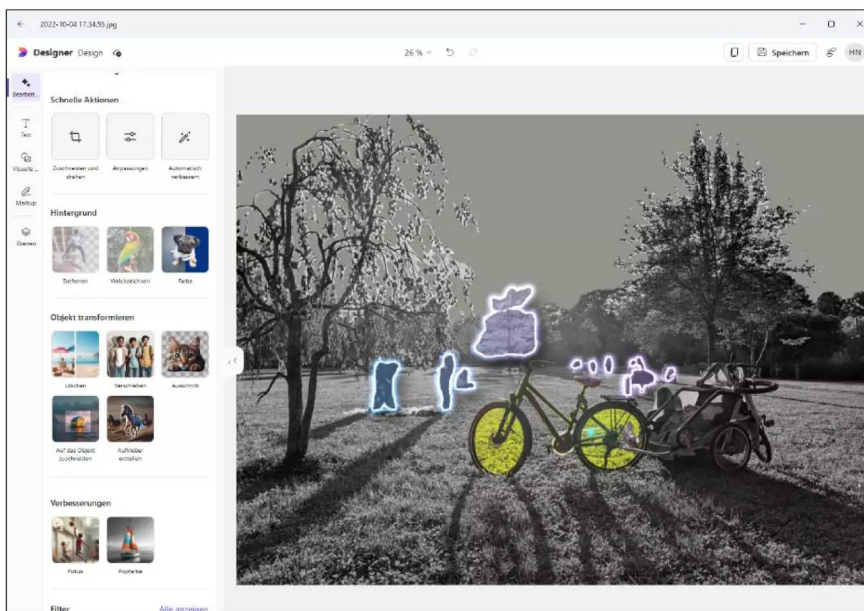 2022-10-04 17.34.55.jpg
Designer Design
26 %
Speichern
HN
Bearbeit...
Text
Visuelle ...
Markup
Ebenen
Schnelle Aktionen
Zuschneiden und drehen
Anpassungen
Automatisch verbessern
Hintergrund
Entfernen
Weichzeichnen
Farbe
Objekt transformieren
Löschen
Verschieben
Ausschnitt
Auf das Objekt zuschneiden
Aufkleber erstellen
Verbesserungen
Fokus
Popfarbe
Filter
Alle anzeigen